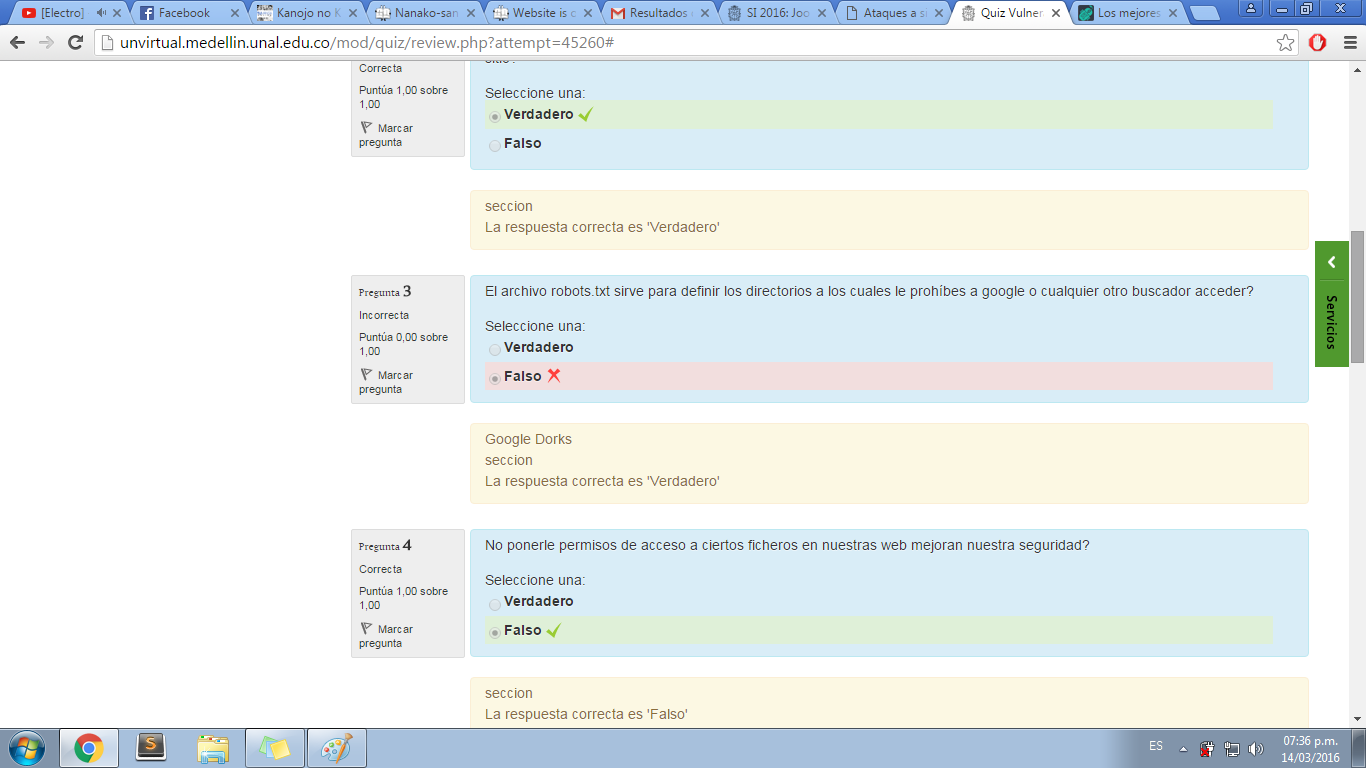 [Electro]
Facebook
Kanojo no K
Nanako-san
Website is o
Resultados
SI 2016: Joo
Ataques a si
Quiz Vulner
Los mejores
unvirtual.medellin.unal.edu.co/mod/quiz/review.php?attempt=45260#
Correcta
Puntúa 1,00 sobre
1,00
Marcar
pregunta
Seleccione una:
Verdadero
Falso
seccion
La respuesta correcta es 'Verdadero'
Pregunta 3
Incorrecta
Puntúa 0,00 sobre
1,00
Marcar
pregunta
El archivo robots.txt sirve para definir los directorios a los cuales le prohíbes a google o cualquier otro buscador acceder?
Seleccione una:
Verdadero
Falso
Google Dorks
seccion
La respuesta correcta es 'Verdadero'
Pregunta 4
Correcta
Puntúa 1,00 sobre
1,00
Marcar
pregunta
No ponerle permisos de acceso a ciertos ficheros en nuestras web mejoran nuestra seguridad?
Seleccione una:
Verdadero
Falso
seccion
La respuesta correcta es 'Falso'
Servicios
ES
07:36 p.m.
14/03/2016